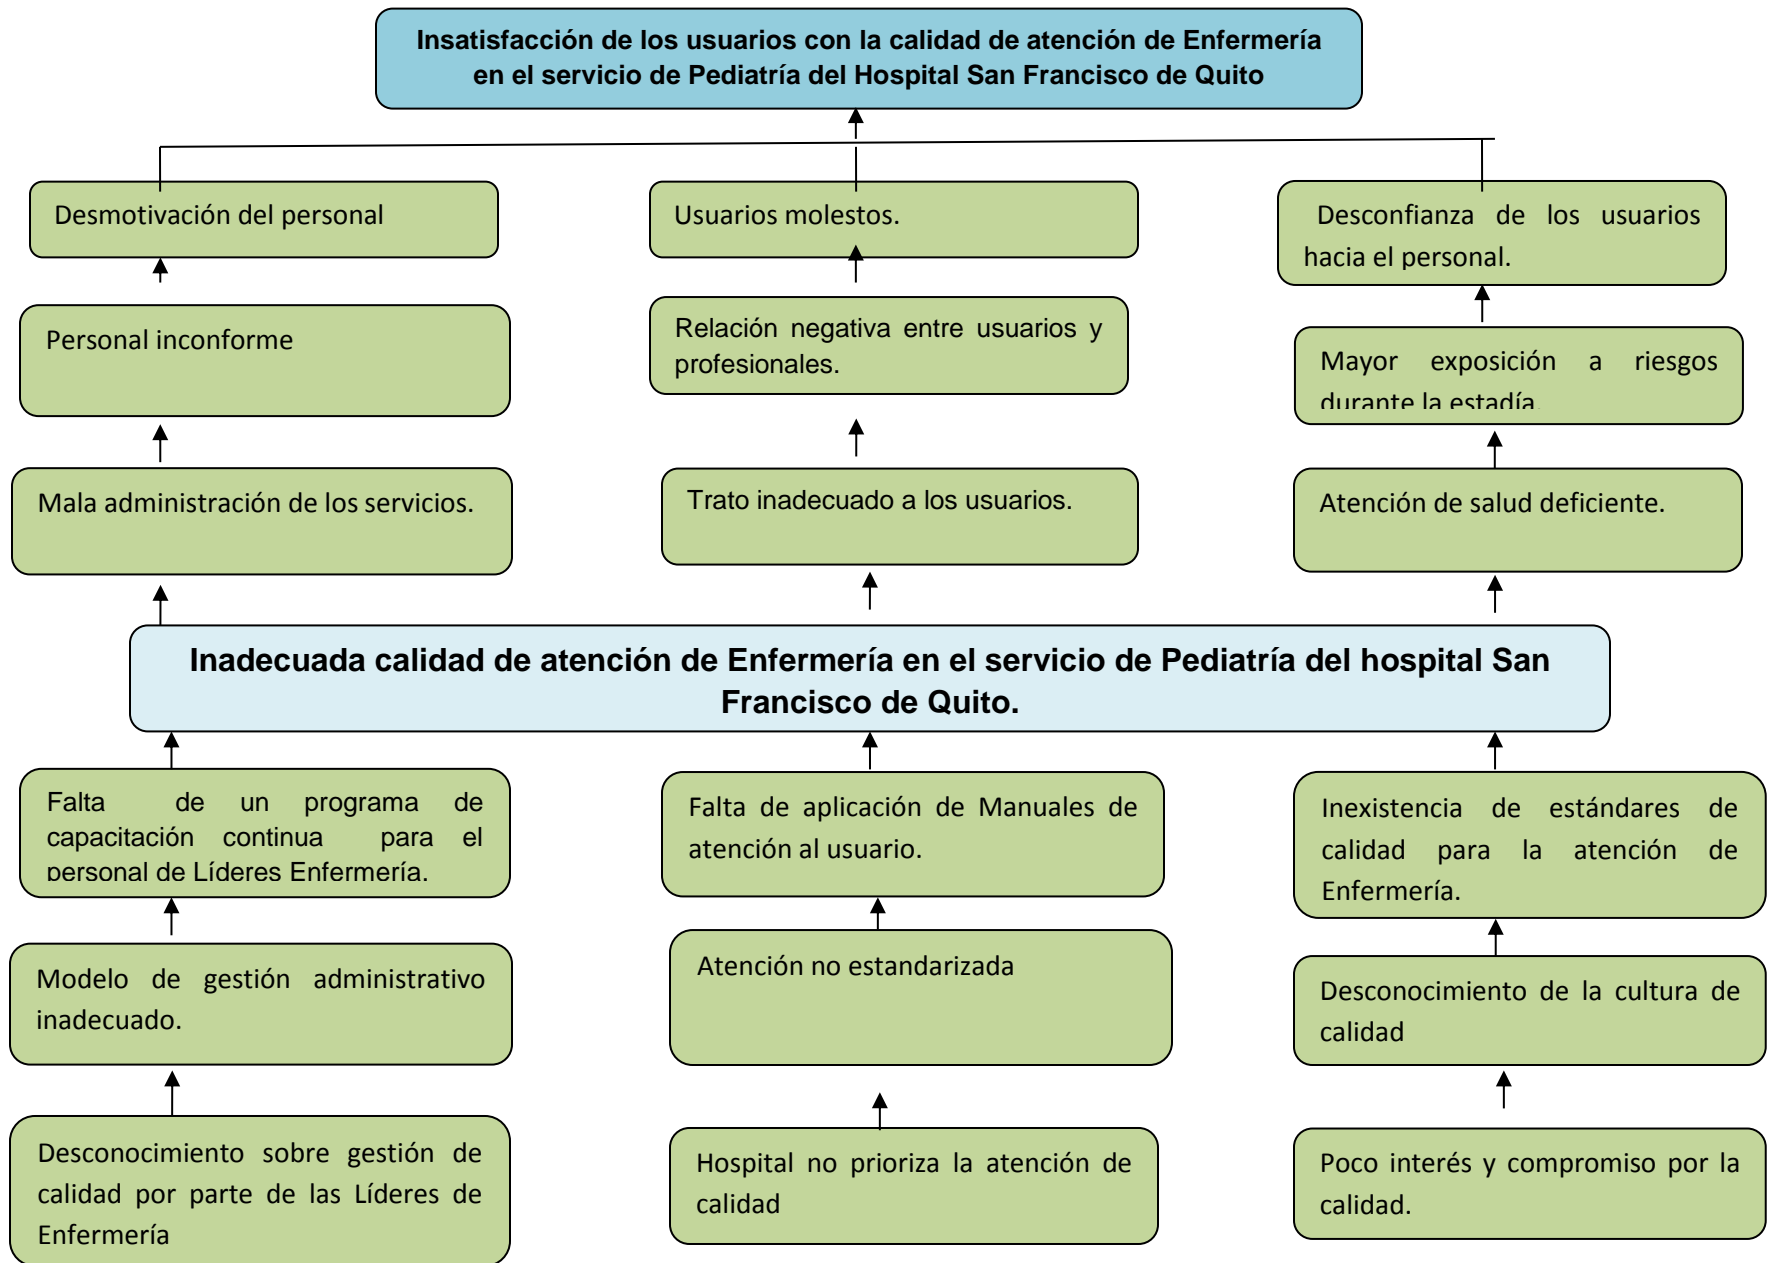 Insatisfacción de los usuarios con la calidad de atención de Enfermería
en el servicio de Pediatría del Hospital San Francisco de Quito
Desmotivación del personal
Usuarios molestos.
Desconfianza de los usuarios
hacia el personal.
Personal inconforme
Relación negativa entre usuarios y
profesionales.
Mayor exposición a riesgos
durante la estadía.
Mala administración de los servicios.
Trato inadecuado a los usuarios.
Atención de salud deficiente.
Inadecuada calidad de atención de Enfermería en el servicio de Pediatría del hospital San
Francisco de Quito.
Falta de un programa de
capacitación continua para el
personal de Líderes Enfermería.
Falta de aplicación de Manuales de
atención al usuario.
Inexistencia de estándares de
calidad para la atención de
Enfermería.
Modelo de gestión administrativo
inadecuado.
Atención no estandarizada
Desconocimiento de la cultura de
calidad
Desconocimiento sobre gestión de
calidad por parte de las Líderes de
Enfermería
Hospital no prioriza la atención de
calidad
Poco interés y compromiso por la
calidad.